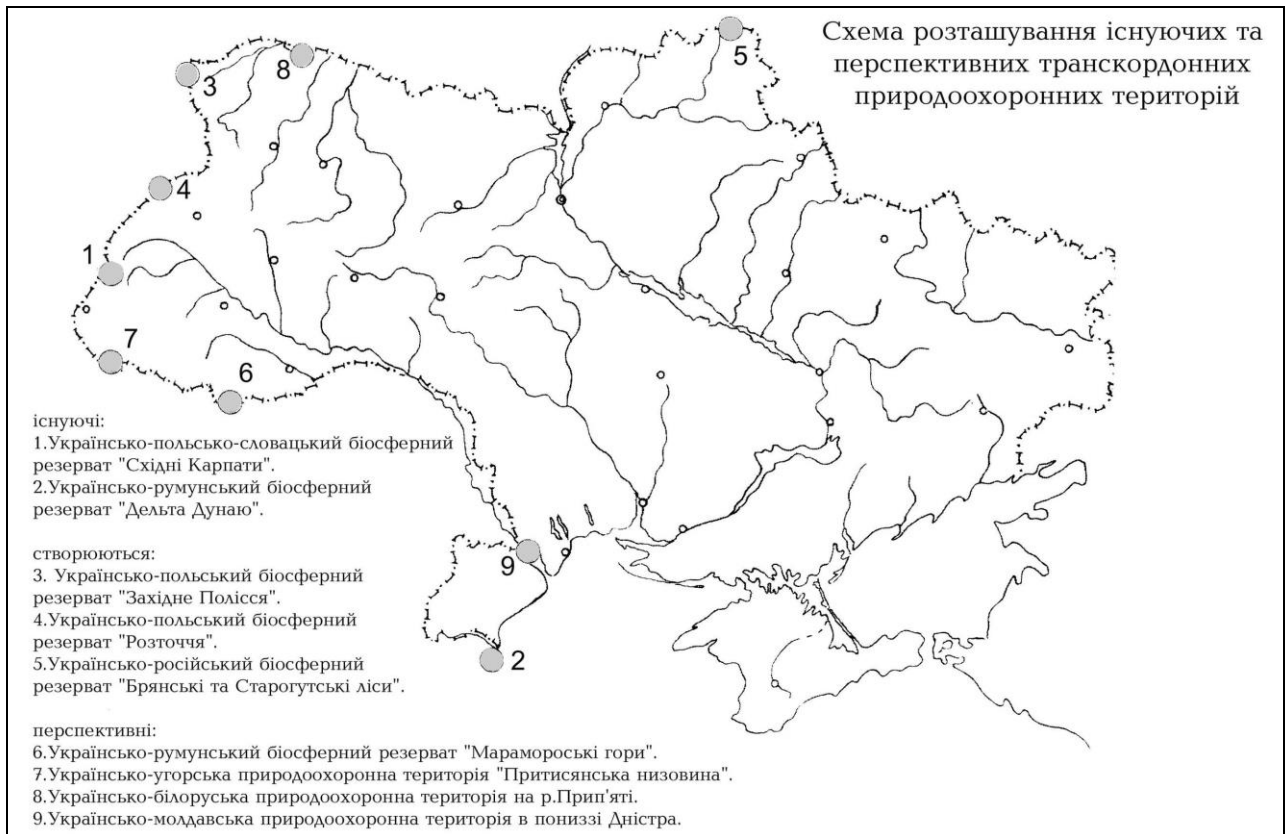 Схема розташування існуючих та
перспективних транскордонних
природоохоронних територій
5
8
3
4
1
7
6
9
2
існуючі:
1.Українсько-польсько-словацький біосферний
резерват "Східні Карпати".
2.Українсько-румунський біосферний
резерват "Дельта Дунаю".
створюються:
3. Українсько-польський біосферний
резерват "Західне Полісся".
4.Українсько-польський біосферний
резерват "Розточчя".
5.Українсько-російський біосферний
резерват "Брянські та Старогутські ліси".
перспективні:
6.Українсько-румунський біосферний резерват "Марамороські гори".
7.Українсько-угорська природоохоронна територія "Притисянська низовина".
8.Українсько-білоруська природоохоронна територія на р.Прип'яті.
9.Українсько-молдавська природоохоронна територія в пониззі Дністра.